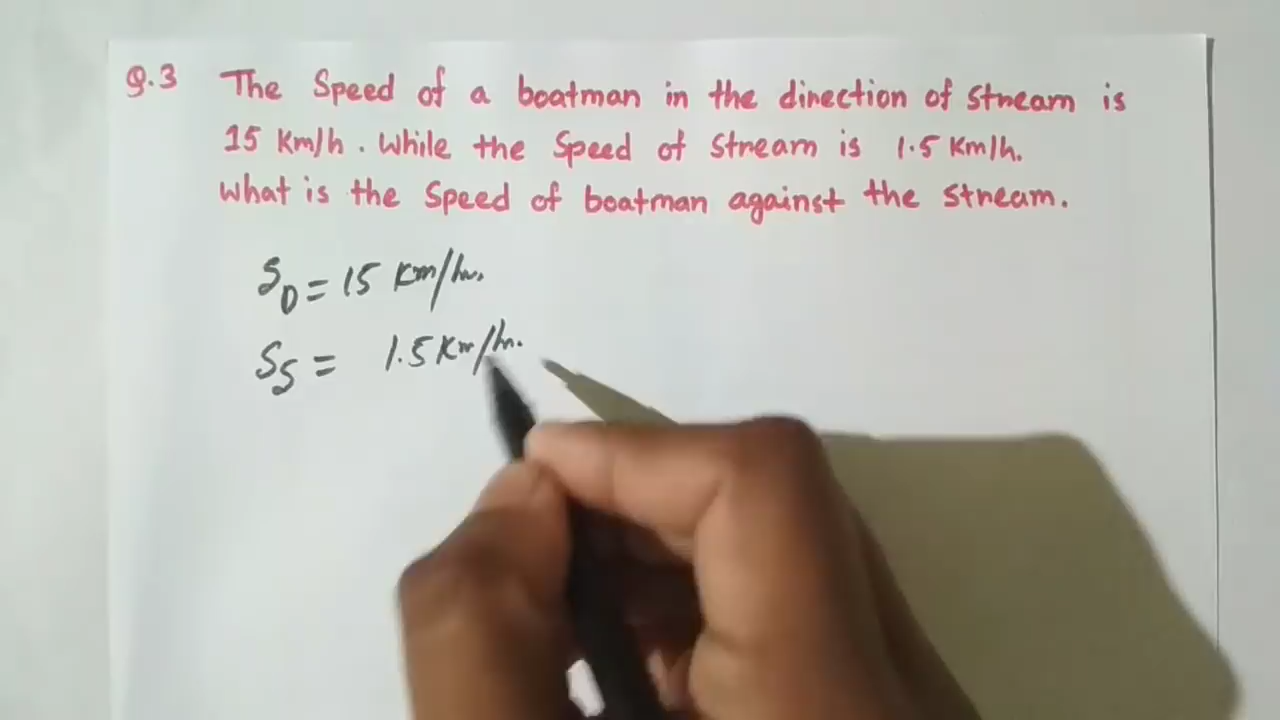 Q.3 The Speed of a boatman in the direction of stream is
15 Km/h. While the Speed of Stream is 1.5 Km/h.
What is the Speed of boatman against the stream.
S_D = 15 Km/hr.
S_S = 1.5 Km/hr.